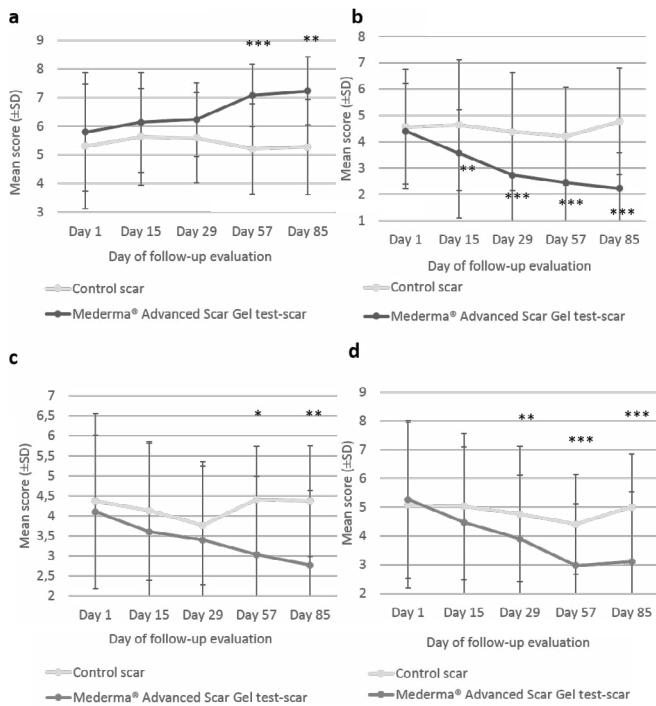 a
Mean score (±SD)
9
8
7
6
5
4
3
***
**
Day 1 Day 15 Day 29 Day 57 Day 85
Day of follow-up evaluation
Control scar
Mederma® Advanced Scar Gel test-scar
b
Mean score (±SD)
8
7
6
5
4
3
2
1
**
***
***
***
Day 1 Day 15 Day 29 Day 57 Day 85
Day of follow-up evaluation
Control scar
Mederma® Advanced Scar Gel test-scar
c
Mean score (±SD)
7
6,5
6
5,5
5
4,5
4
3,5
3
2,5
2
*
**
Day 1 Day 15 Day 29 Day 57 Day 85
Day of follow-up evaluation
Control scar
Mederma® Advanced Scar Gel test-scar
d
Mean score (±SD)
9
8
7
6
5
4
3
2
**
***
***
Day 1 Day 15 Day 29 Day 57 Day 85
Day of follow-up evaluation
Control scar
Mederma® Advanced Scar Gel test-scar